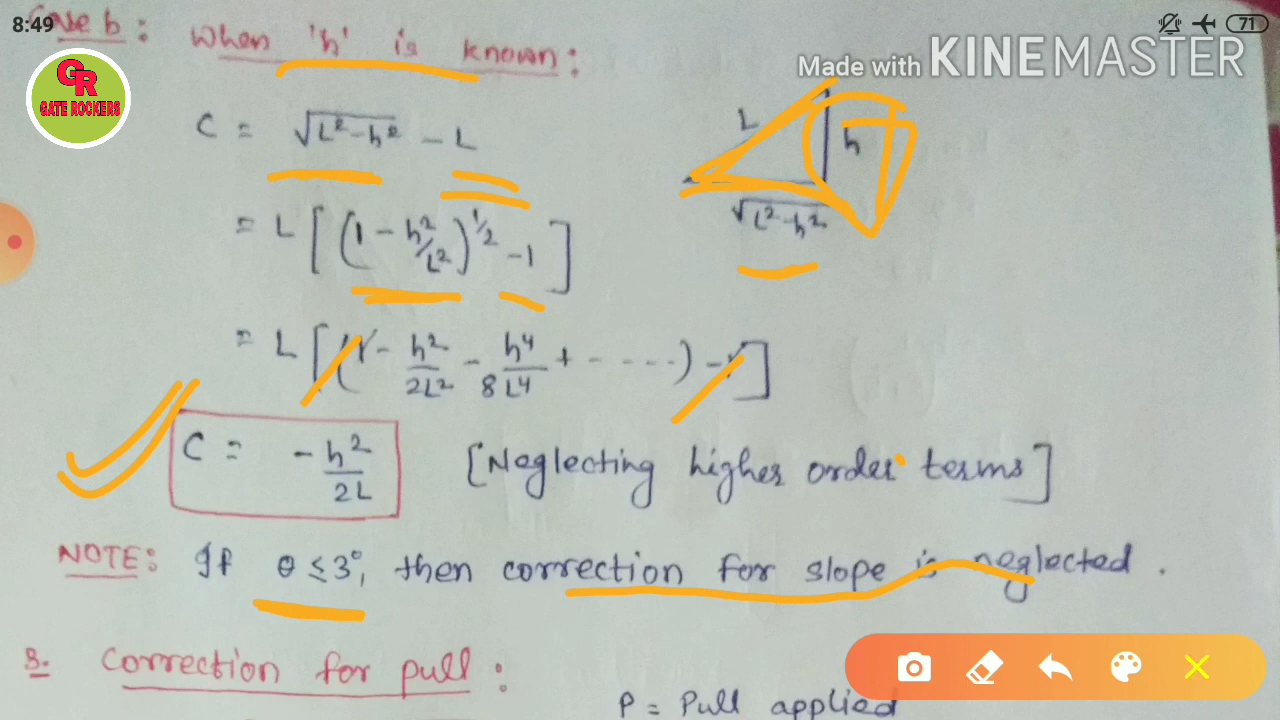 8:49
71
Case b: When 'h' is known:
GR
GATE ROCKERS
Made with KINEMASTER
C = √L²-h² - L
L
h
√L²-h²
= L [(1 - h²/L²)^1/2 - 1]
= L [(1 - h²/2L² - h⁴/8L⁴ + - - - - -) - 1]
C = -h²/2L [Neglecting higher order terms]
NOTE: If θ ≤ 3°, then correction for slope is neglected.
3. Correction for pull:
P = Pull applied